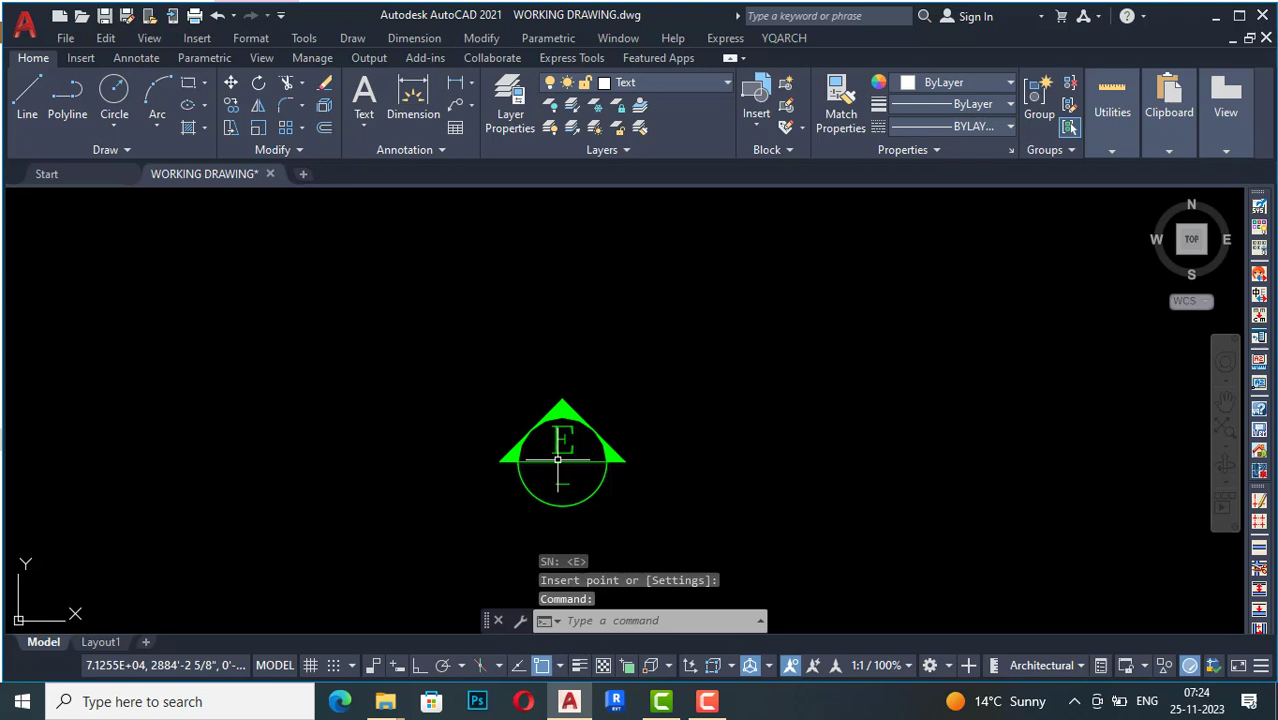 Autodesk AutoCAD 2021 WORKING DRAWING.dwg
Type a keyword or phrase
Sign In
File Edit View Insert Format Tools Draw Dimension Modify Parametric Window Help Express YQARCH
Home Insert Annotate Parametric View Manage Output Add-ins Collaborate Express Tools Featured Apps
Line Polyline Circle Arc
Draw
Modify
Text Dimension
Annotation
Layer Properties
Text
Layers
Insert
Block
Match Properties
ByLayer
ByLayer
BYLAY...
Properties
Group
Groups
Utilities
Clipboard
View
Start
WORKING DRAWING*
N
W TOP E
S
WCS
E
–
Y
X
SN: <E>
Insert point or [Settings]:
Command:
Type a command
Model Layout1
7.1255E+04, 2884'-2 5/8", 0'-...
MODEL
1:1 / 100%
Architectural
Type here to search
Ps
14°C Sunny
ENG
07:24
25-11-2023